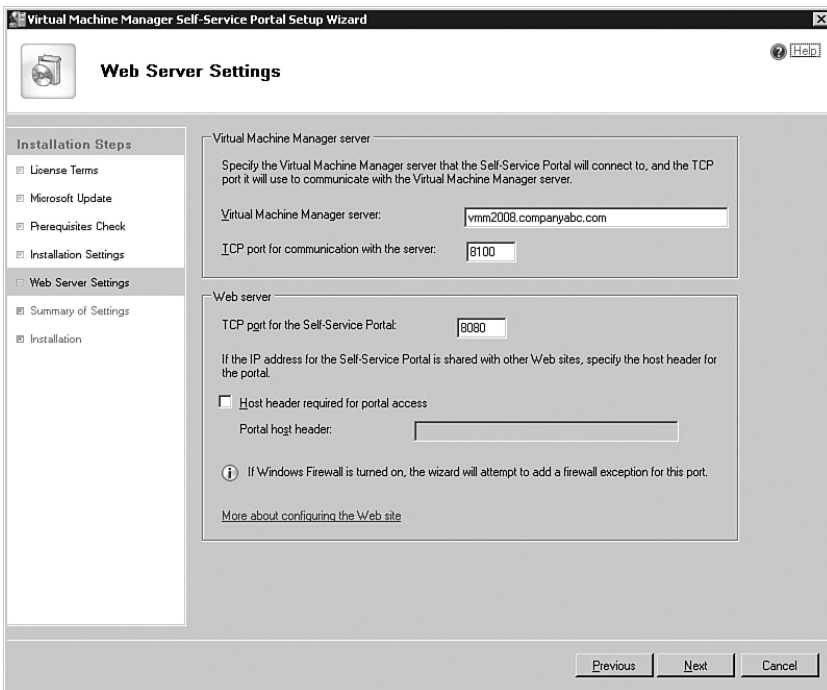 Virtual Machine Manager Self-Service Portal Setup Wizard
Help
Web Server Settings
Installation Steps
License Terms
Microsoft Update
Prerequisites Check
Installation Settings
Web Server Settings
Summary of Settings
Installation
Virtual Machine Manager server
Specify the Virtual Machine Manager server that the Self-Service Portal will connect to, and the TCP
port it will use to communicate with the Virtual Machine Manager server.
Virtual Machine Manager server: vmm2008.companyabc.com
TCP port for communication with the server: 8100
Web server
TCP port for the Self-Service Portal: 8080
If the IP address for the Self-Service Portal is shared with other Web sites, specify the host header for
the portal.
Host header required for portal access
Portal host header:
If Windows Firewall is turned on, the wizard will attempt to add a firewall exception for this port.
More about configuring the Web site
Previous Next Cancel